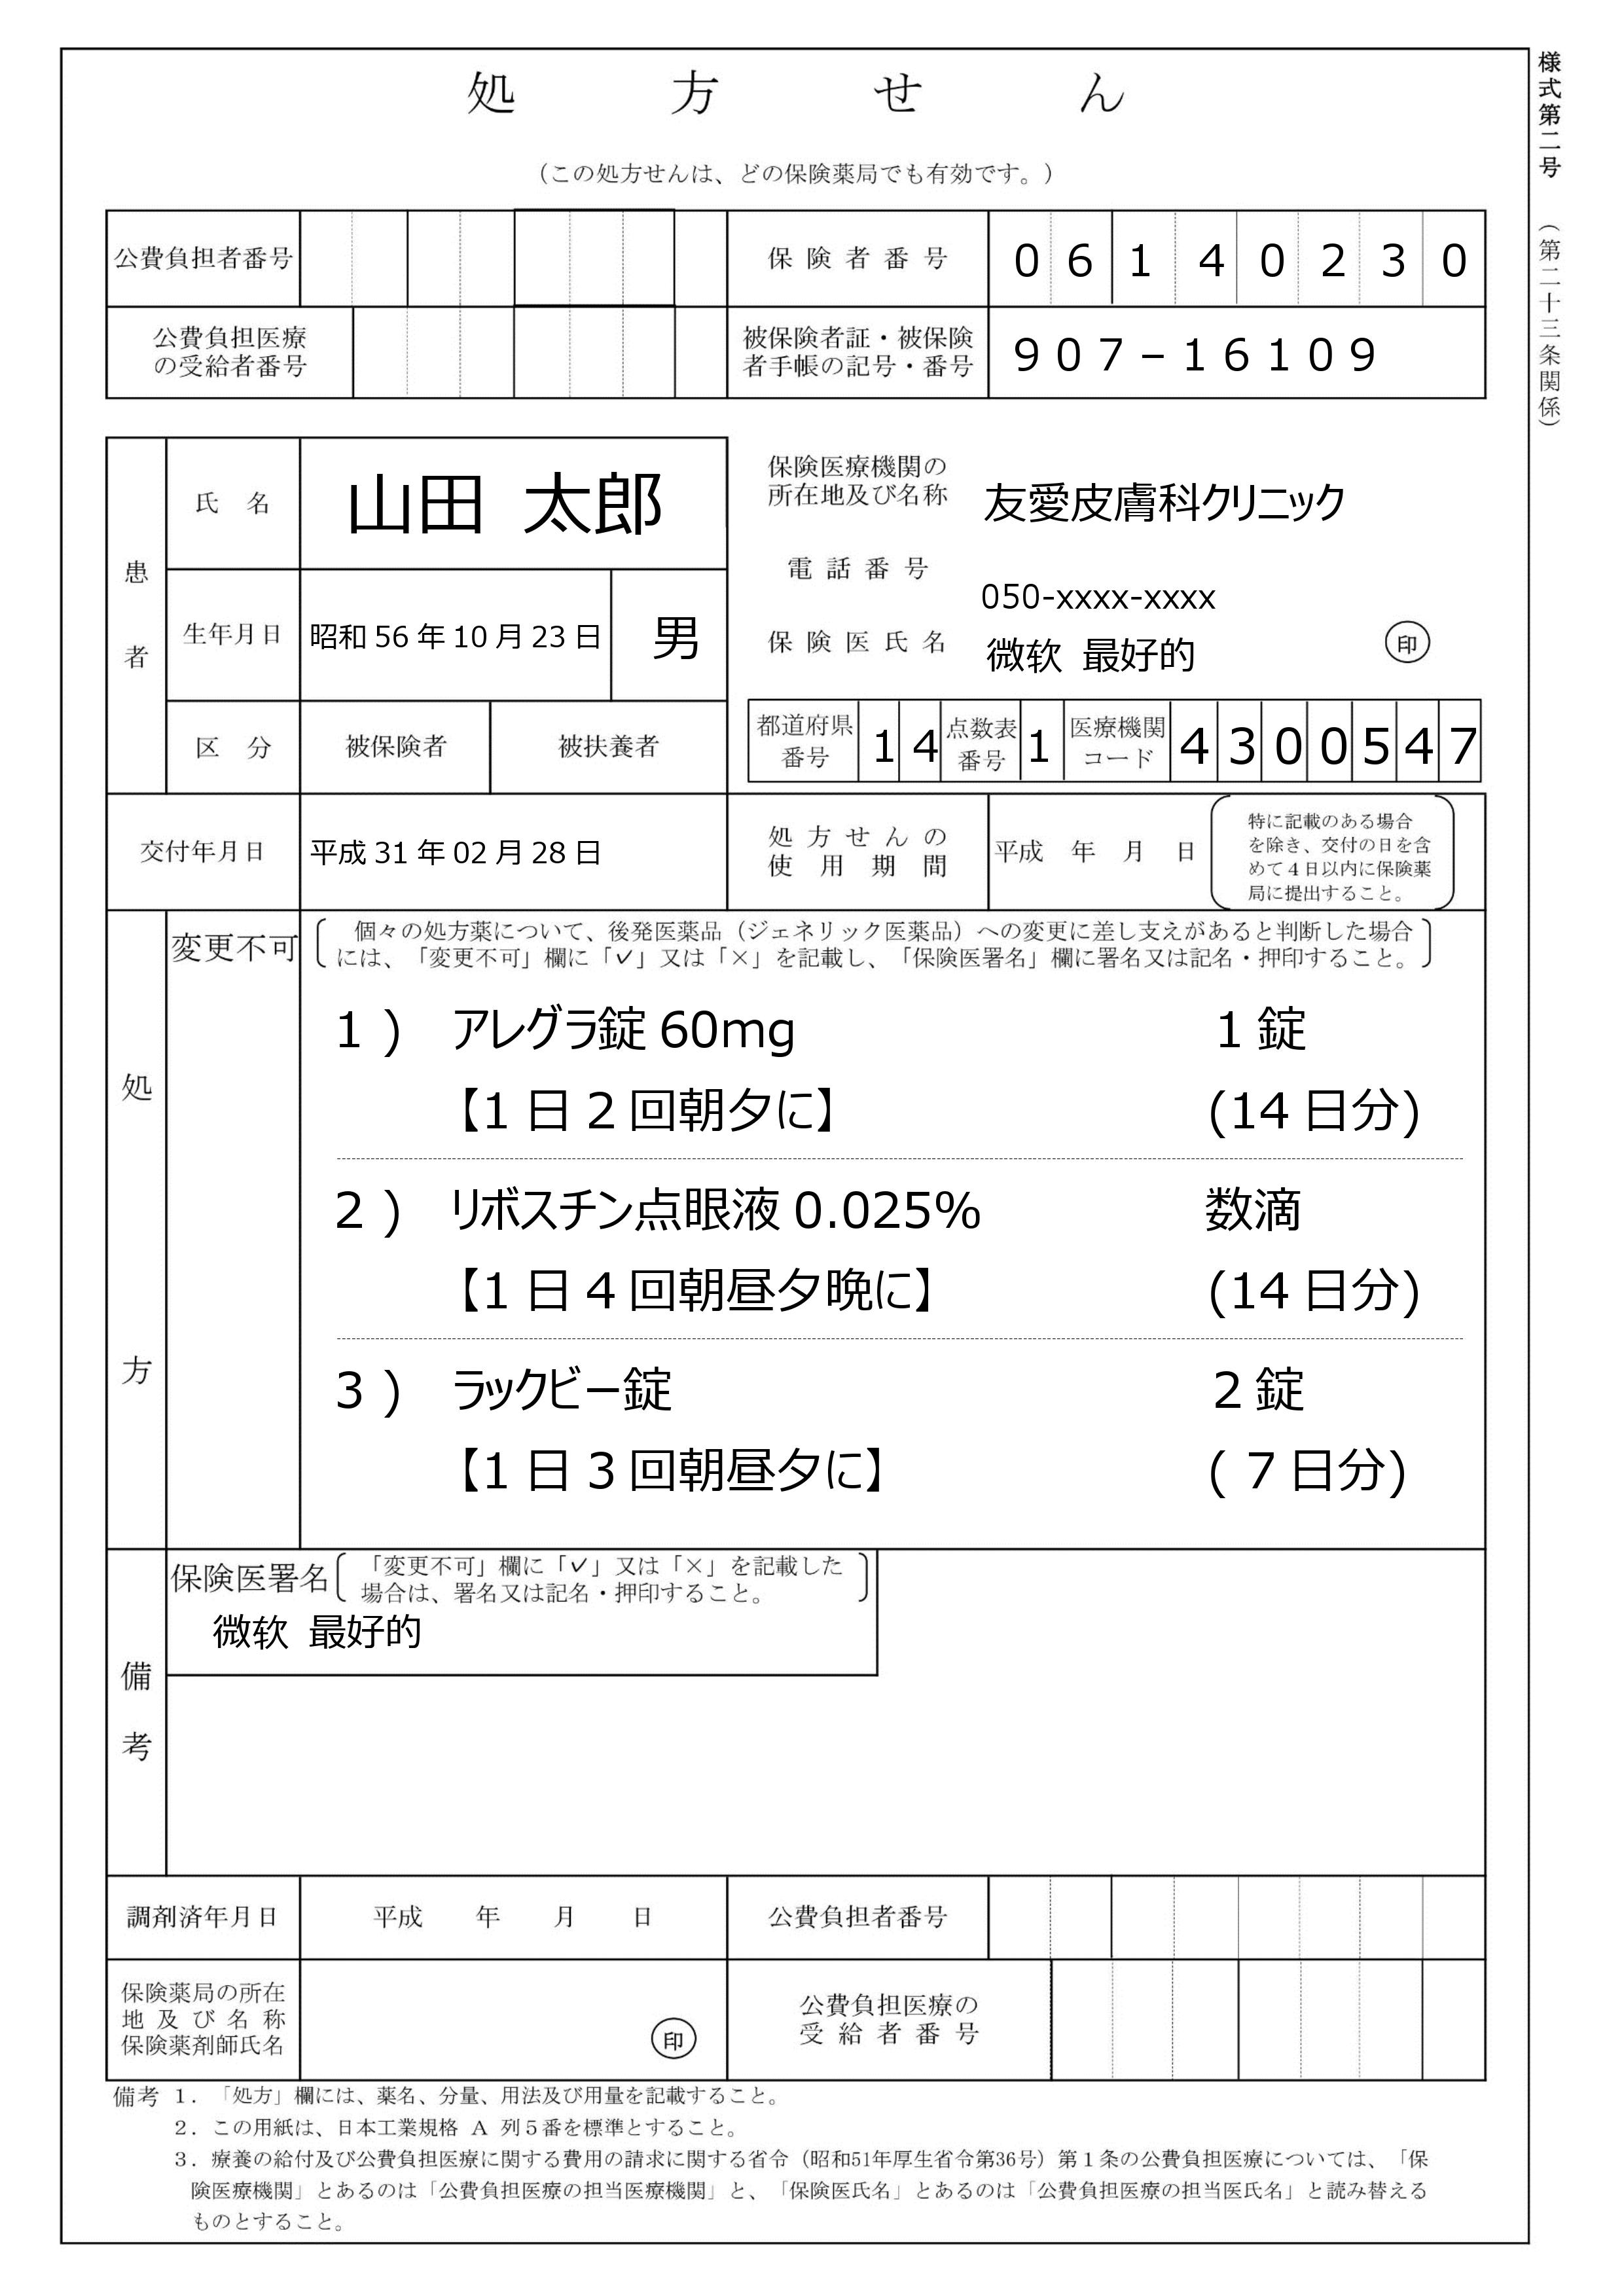 処方せん
（この処方せんは、どの保険薬局でも有効です。）
様式第二号（第二十三条関係）
公費負担者番号
保険者番号 0 6 1 4 0 2 3 0
公費負担医療
の受給者番号
被保険者証・被保険
者手帳の記号・番号
907－16109
患者
氏名 山田 太郎
生年月日 昭和 56 年 10 月 23 日 男
区分 被保険者 被扶養者
保険医療機関の
所在地及び名称
友愛皮膚科クリニック
電話番号
050-xxxx-xxxx
保険医氏名 微软 最好的 印
都道府県
番号
1 4
点数表
番号
1
医療機関
コード
4 3 0 0 5 4 7
交付年月日 平成 31 年 02 月 28 日
処方せんの
使用期間
平成 年 月 日
特に記載のある場合
を除き、交付の日を含
めて４日以内に保険薬
局に提出すること。
処方
変更不可
個々の処方薬について、後発医薬品（ジェネリック医薬品）への変更に差し支えがあると判断した場合
には、「変更不可」欄に「✓」又は「×」を記載し、「保険医署名」欄に署名又は記名・押印すること。
1） アレグラ錠 60mg 1 錠
【1 日 2 回朝夕に】 (14 日分)
2） リボスチン点眼液 0.025% 数滴
【1 日 4 回朝昼夕晩に】 (14 日分)
3） ラックビー錠 2 錠
【1 日 3 回朝昼夕に】 ( 7 日分)
備考
保険医署名
「変更不可」欄に「✓」又は「×」を記載した
場合は、署名又は記名・押印すること。
微软 最好的
調剤済年月日 平成 年 月 日
公費負担者番号
保険薬局の所在
地及び名称
保険薬剤師氏名
印
公費負担医療の
受給者番号
備考 １．「処方」欄には、薬名、分量、用法及び用量を記載すること。
２．この用紙は、日本工業規格 A 列５番を標準とすること。
３．療養の給付及び公費負担医療に関する費用の請求に関する省令（昭和51年厚生省令第36号）第１条の公費負担医療については、「保
険医療機関」とあるのは「公費負担医療の担当医療機関」と、「保険医氏名」とあるのは「公費負担医療の担当医氏名」と読み替える
ものとすること。